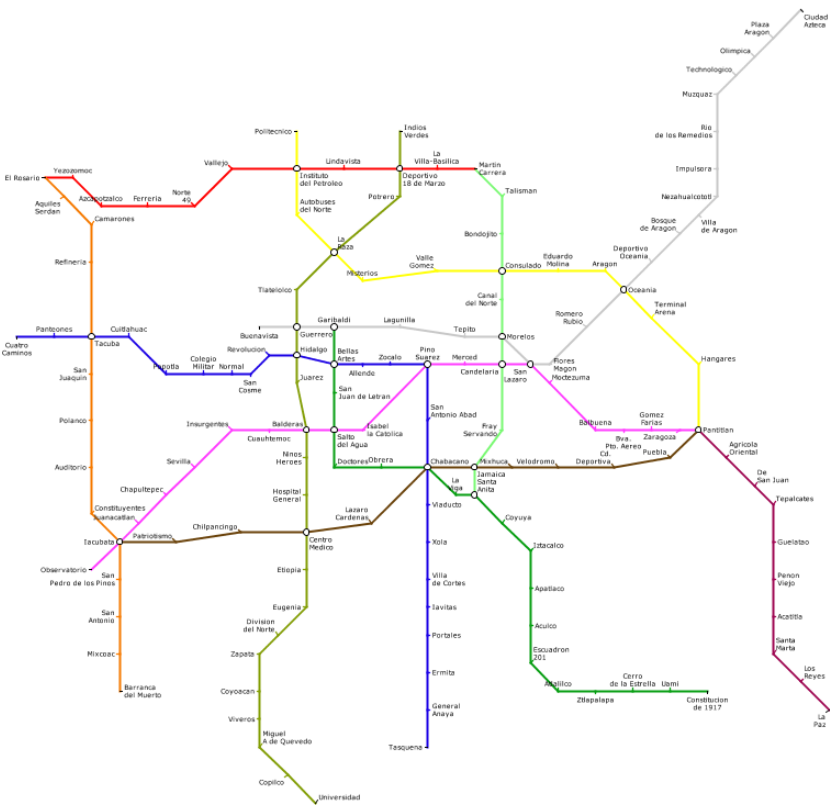 Ciudad
Azteca
Plaza
Aragon
Olimpica
Technologico
Muzquaz
Rio
de los Remedios
Impulsora
Nezahualcototl
Villa
de Aragon
Bosque
de Aragon
Deportivo
Oceania
Oceania
Romero
Rubio
Politecnico
Indios
Verdes
Vallejo
Lindavista
La
Villa-Basilica
Martin
Carrera
El Rosario
Yezozomoc
Azcapotzalco
Ferreria
Norte
49
Instituto
del Petroleo
Deportivo
18 de Marzo
Talisman
Aquiles
Serdan
Camarones
Autobuses
del Norte
Potrero
Bondojito
La
Raza
Refineria
Misterios
Valle
Gomez
Consulado
Eduardo
Molina
Aragon
Tlatelolco
Canal
del Norte
Terminal
Arena
Cuatro
Caminos
Panteones
Tacuba
Cuitlahuac
Buenavista
Guerrero
Garibaldi
Lagunilla
Tepito
Morelos
Popotla
Colegio
Militar
Normal
San
Cosme
Revolucion
Hidalgo
Bellas
Artes
Allende
Zocalo
Pino
Suarez
Merced
Candelaria
San
Lazaro
Flores
Magon
Moctezuma
Hangares
San
Juaquin
Juarez
San
Juan de Letran
San
Antonio Abad
Polanco
Insurgentes
Cuauhtemoc
Balderas
Salto
del Agua
Isabel
la Catolica
Fray
Servando
Balbuena
Bva.
Pto. Aereo
Gomez
Farias
Zaragoza
Pantitlan
Auditorio
Sevilla
Ninos
Heroes
Doctores
Obrera
Chabacano
La
Viga
Jamaica
Santa
Anita
Mixhuca
Velodromo
Cd.
Deportiva
Puebla
Agricola
Oriental
De
San Juan
Chapultepec
Hospital
General
Constituyentes
Juanacatlan
Tepalcates
Iacubata
Patriotismo
Chilpancingo
Centro
Medico
Lazaro
Cardenas
Viaducto
Coyuya
Observatorio
Xola
Iztacalco
Guelatao
San
Pedro de los Pinos
Etiopia
Villa
de Cortes
Apatlaco
Penon
Viejo
San
Antonio
Eugenia
Iavitas
Aculco
Acatitla
Division
del Norte
Portales
Mixcoac
Zapata
Ermita
Escuadron
201
Santa
Marta
Barranca
del Muerto
Coyoacan
General
Anaya
Atlalilco
Ztlapalapa
Cerro
de la Estrella
Uami
Constitucion
de 1917
Los
Reyes
La
Paz
Viveros
Miguel
A de Quevedo
Tasquena
Copilco
Universidad